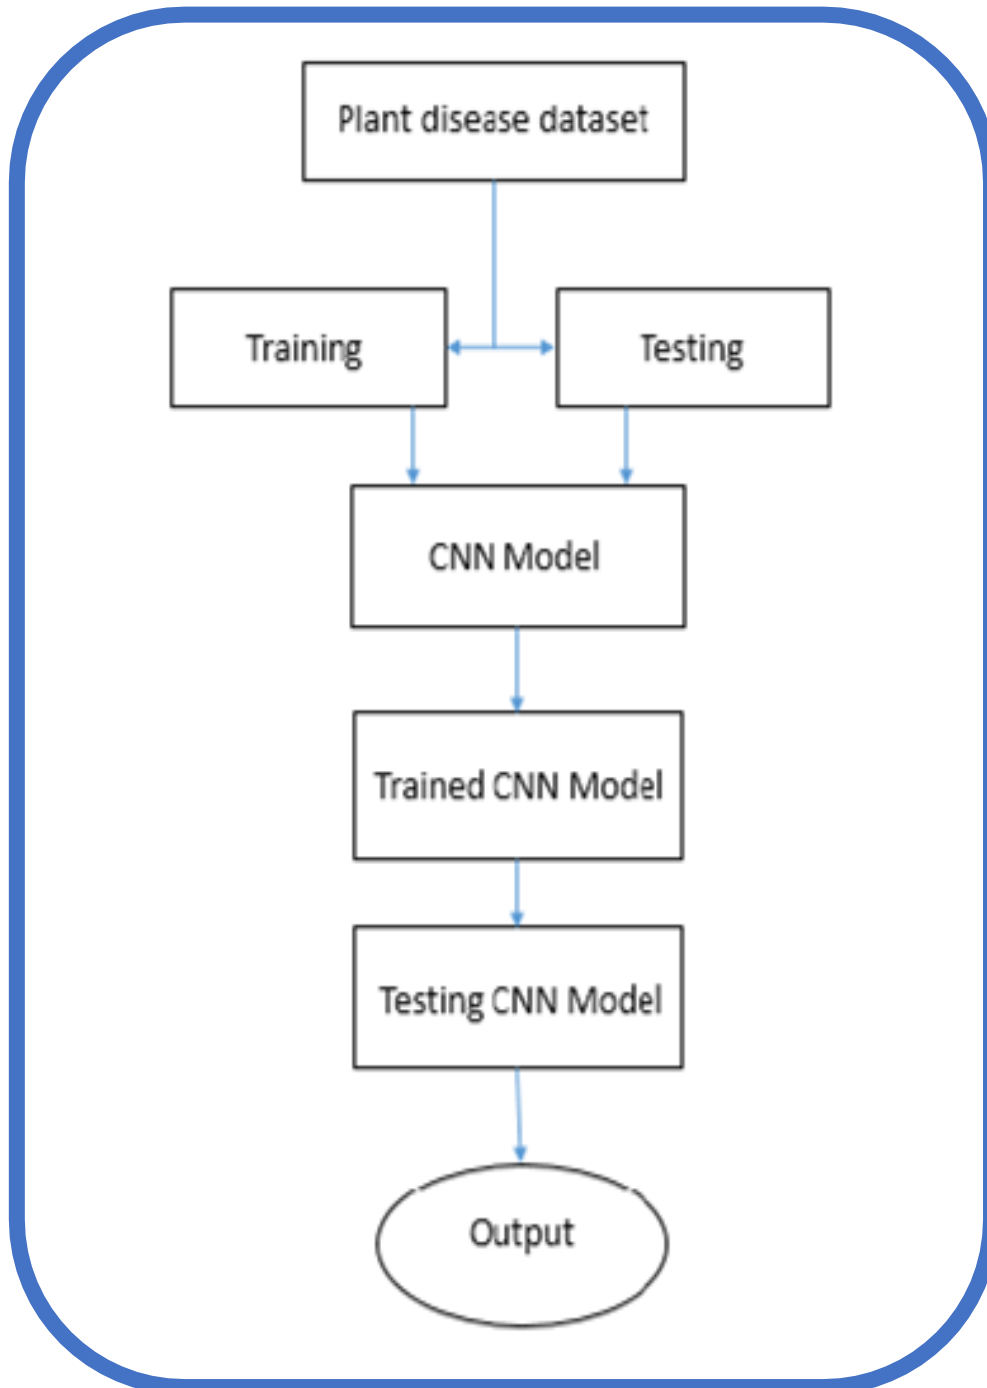 Plant disease dataset
Training
Testing
CNN Model
Trained CNN Model
Testing CNN Model
Output